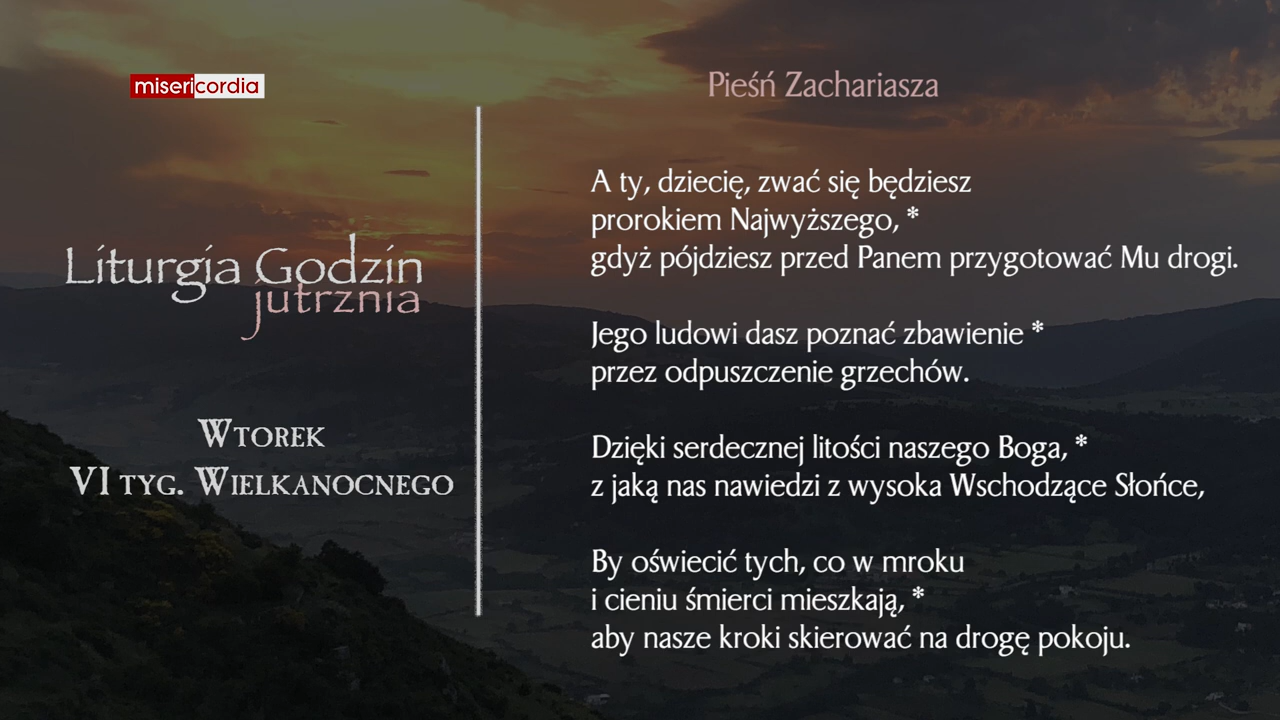 misericordia
Liturgia Godzin
jutrznia
Wtorek
VI tyg. Wielkanocnego
Pieśń Zachariasza
A ty, dziecię, zwać się będziesz
prorokiem Najwyższego, *
gdyż pójdziesz przed Panem przygotować Mu drogi.
Jego ludowi dasz poznać zbawienie *
przez odpuszczenie grzechów.
Dzięki serdecznej litości naszego Boga, *
z jaką nas nawiedzi z wysoka Wschodzące Słońce,
By oświecić tych, co w mroku
i cieniu śmierci mieszkają, *
aby nasze kroki skierować na drogę pokoju.